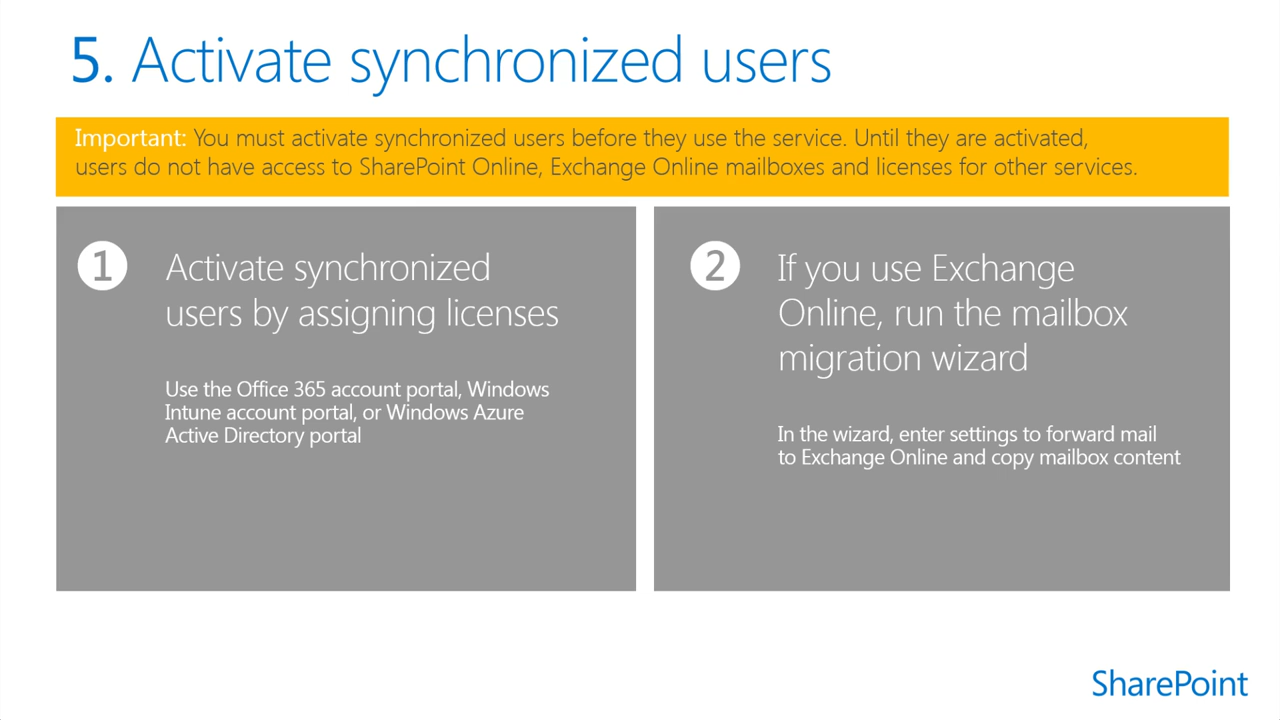 5. Activate synchronized users
Important: You must activate synchronized users before they use the service. Until they are activated,
users do not have access to SharePoint Online, Exchange Online mailboxes and licenses for other services.
1
Activate synchronized
users by assigning licenses
Use the Office 365 account portal, Windows
Intune account portal, or Windows Azure
Active Directory portal
2
If you use Exchange
Online, run the mailbox
migration wizard
In the wizard, enter settings to forward mail
to Exchange Online and copy mailbox content
SharePoint